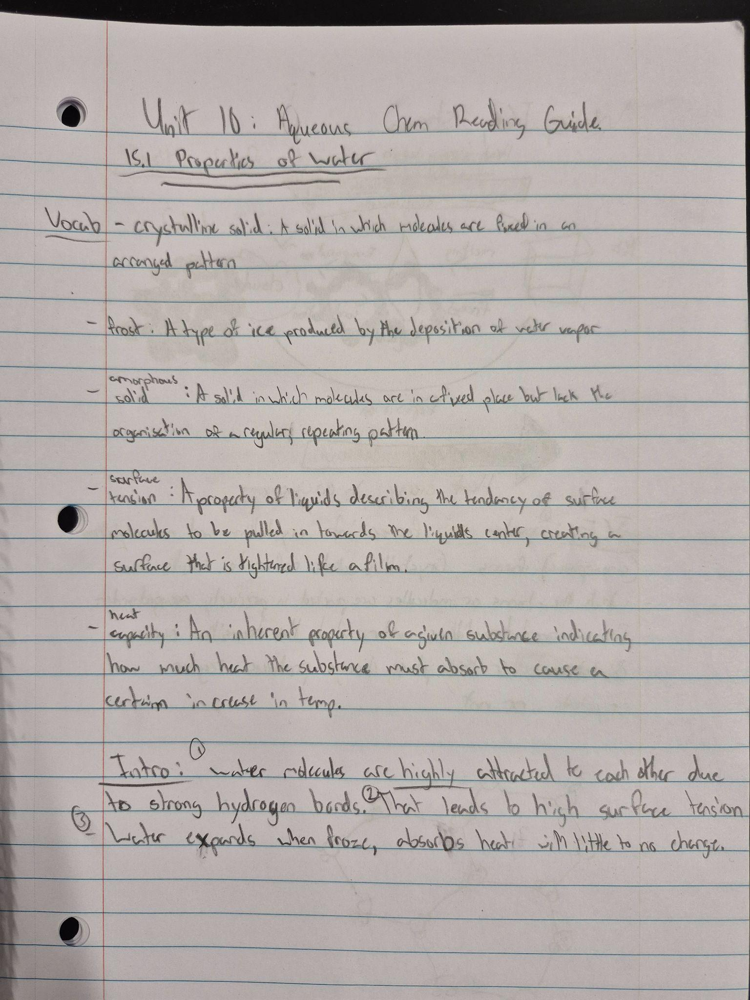 Unit 10: Aqueous Chem Reading Guide.
15.1 Properties of water
Vocab - crystalline solid: A solid in which molecules are fixed in an
arranged pattern
- frost: A type of ice produced by the deposition of water vapor
amorphous
- solid : A solid in which molecules are in a fixed place but lack the
organisation of a regular, repeating pattern.
surface
- tension : A property of liquids describing the tendancy of surface
molecules to be pulled in towards the liquids center, creating a
surface that is tightened like a film.
heat
- capacity : An inherent property of a given substance indicating
how much heat the substance must absorb to cause a
certain increase in temp.
Intro: ① water molecules are highly attracted to each other due
to strong hydrogen bonds. ② That leads to high surface tension
③ Water expands when froze, absorbs heat with little to no change.